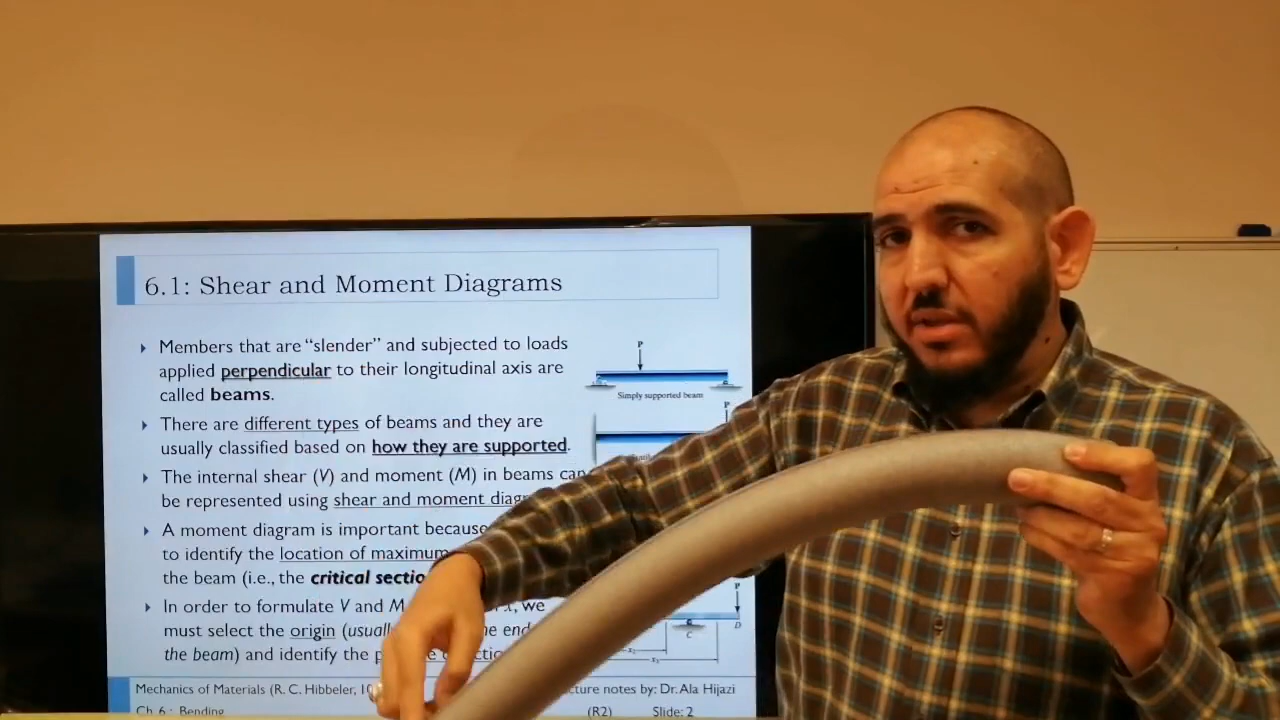 6.1: Shear and Moment Diagrams
Members that are “slender” and subjected to loads
applied perpendicular to their longitudinal axis are
called beams.
There are different types of beams and they are
usually classified based on how they are supported.
The internal shear (V) and moment (M) in beams can
be represented using shear and moment
A moment diagram is important because
to identify the location of maximum
the beam (i.e., the critical
In order to formulate V and M we
must select the origin
the beam) and identify the
P
Simply supported beam
P
P
C
D
Mechanics of Materials (R. C. Hibbeler, notes by: Dr. Ala Hijazi
Ch. 6: Bending (R2) Slide: 2